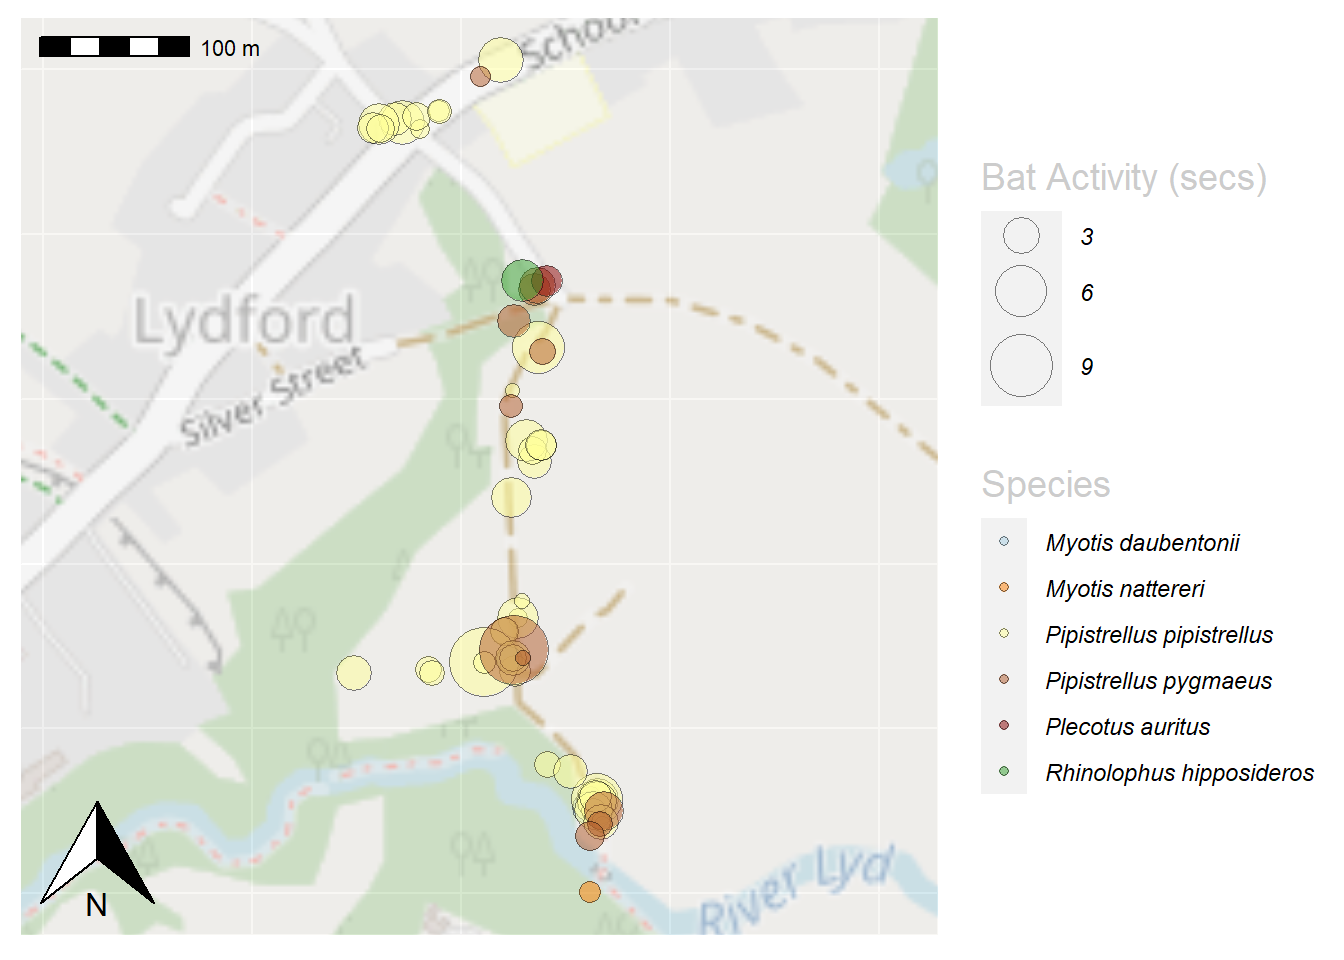 100 m
School
Lydford
Silver Street
River Lyd
N
Bat Activity (secs)
3
6
9
Species
Myotis daubentonii
Myotis nattereri
Pipistrellus pipistrellus
Pipistrellus pygmaeus
Plecotus auritus
Rhinolophus hipposideros